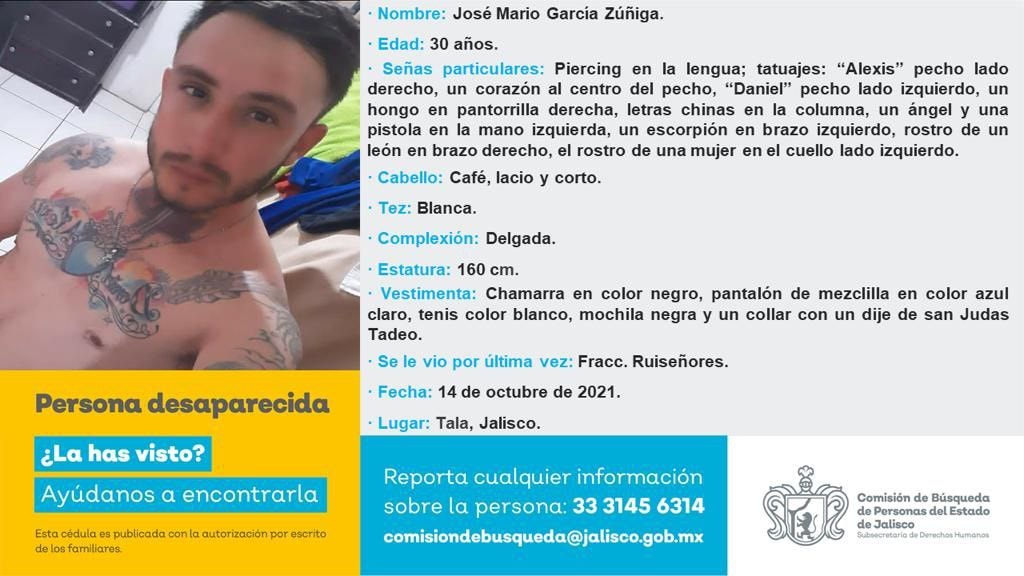 · Nombre: José Mario García Zúñiga.
· Edad: 30 años.
· Señas particulares: Piercing en la lengua; tatuajes: “Alexis” pecho lado
derecho, un corazón al centro del pecho, “Daniel” pecho lado izquierdo, un
hongo en pantorrilla derecha, letras chinas en la columna, un ángel y una
pistola en la mano izquierda, un escorpión en brazo izquierdo, rostro de un
león en brazo derecho, el rostro de una mujer en el cuello lado izquierdo.
· Cabello: Café, lacio y corto.
· Tez: Blanca.
· Complexión: Delgada.
· Estatura: 160 cm.
· Vestimenta: Chamarra en color negro, pantalón de mezclilla en color azul
claro, tenis color blanco, mochila negra y un collar con un dije de san Judas
Tadeo.
· Se le vio por última vez: Fracc. Ruiseñores.
· Fecha: 14 de octubre de 2021.
· Lugar: Tala, Jalisco.
Persona desaparecida
¿La has visto?
Ayúdanos a encontrarla
Esta cédula es publicada con la autorización por escrito
de los familiares.
Reporta cualquier información
sobre la persona: 33 3145 6314
comisiondebusqueda@jalisco.gob.mx
Comisión de Búsqueda
de Personas del Estado
de Jalisco
Subsecretaría de Derechos Humanos